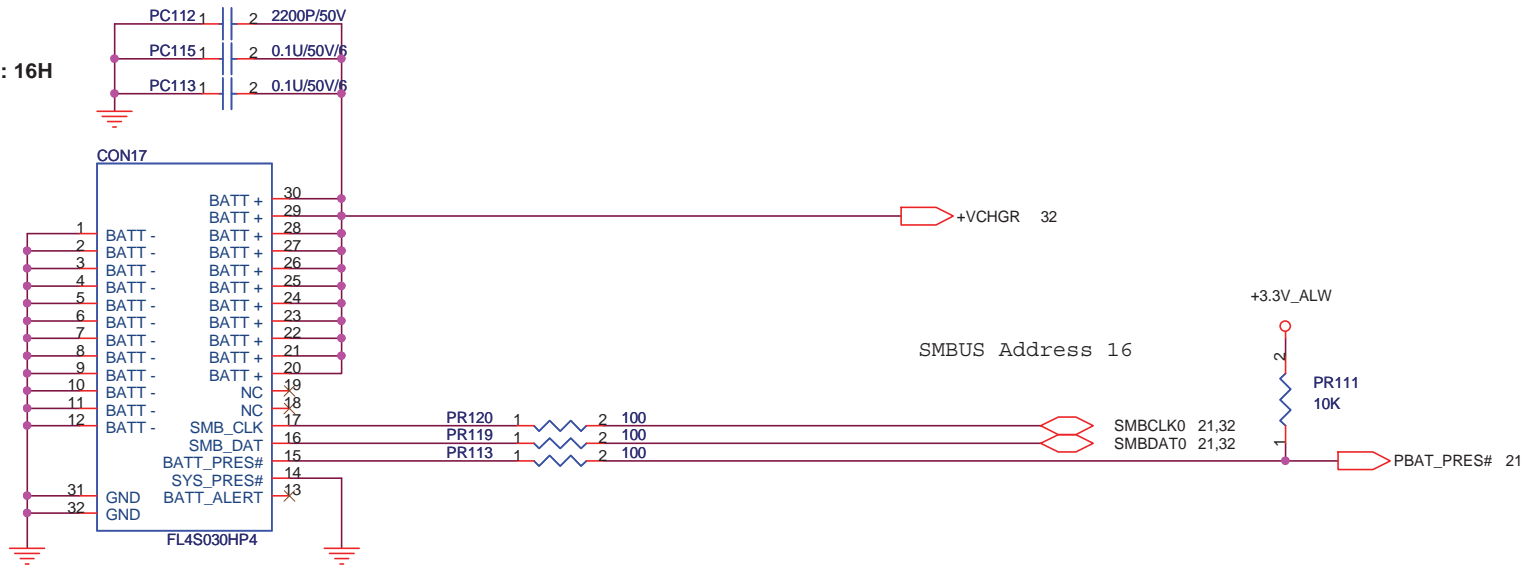 PC112 1 2 2200P/50V
PC115 1 2 0.1U/50V/6
: 16H
PC113 1 2 0.1U/50V/6
CON17
BATT + 30
BATT + 29
+VCHGR 32
1 BATT - BATT + 28
2 BATT - BATT + 27
3 BATT - BATT + 26
4 BATT - BATT + 25
5 BATT - BATT + 24
+3.3V_ALW
6 BATT - BATT + 23
7 BATT - BATT + 22
8 BATT - BATT + 21
SMBUS Address 16
9 BATT - BATT + 20
2
10 BATT - NC 19
PR111
11 BATT - NC 18
10K
12 BATT - SMB_CLK 17
PR120 1 2 100
SMBCLK0 21,32
SMB_DAT 16
PR119 1 2 100
SMBDAT0 21,32
1
BATT_PRES# 15
PR113 1 2 100
PBAT_PRES# 21
SYS_PRES# 14
31 GND BATT_ALERT 13
32 GND
FL4S030HP4